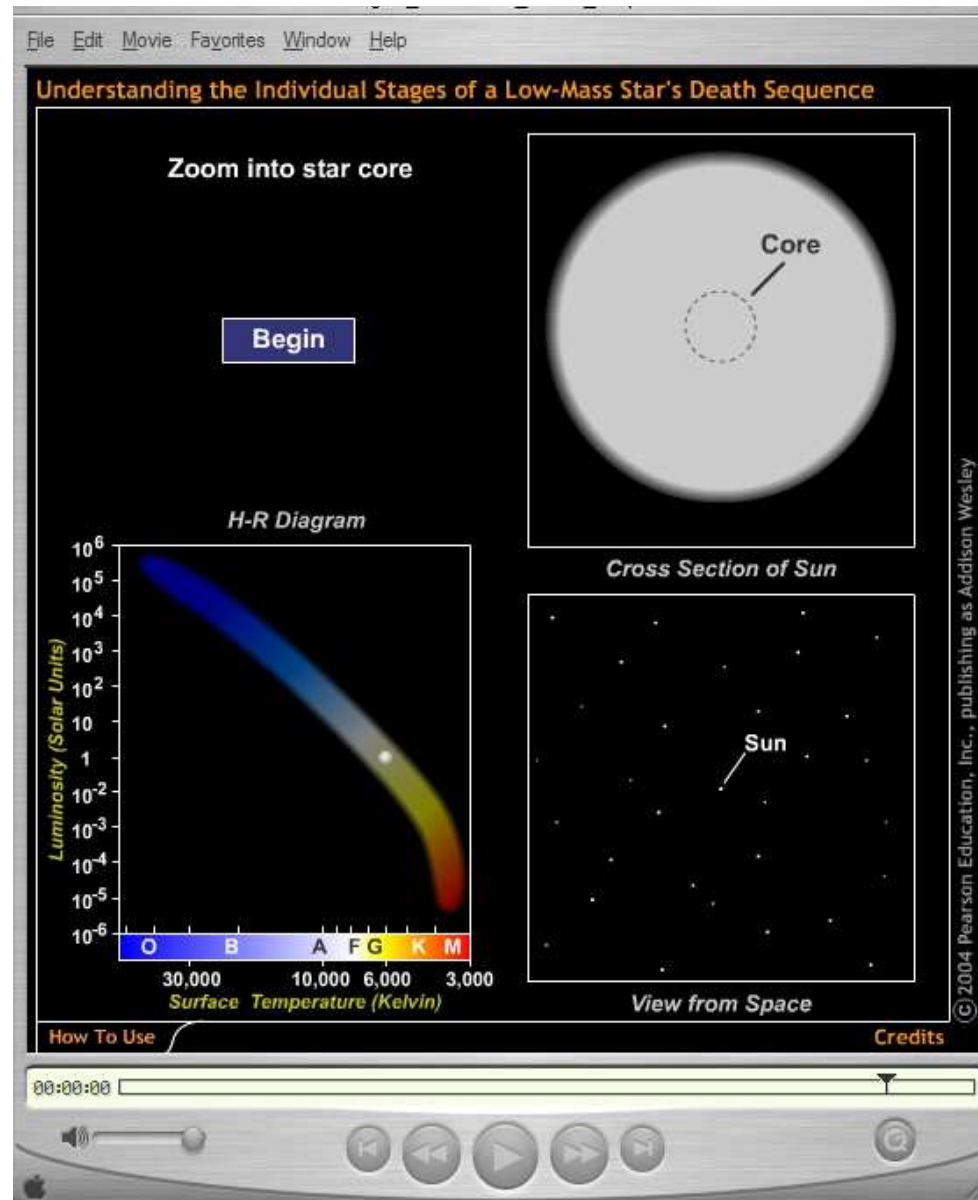 File Edit Movie Favorites Window Help
Understanding the Individual Stages of a Low-Mass Star's Death Sequence
Zoom into star core
Begin
Core
Cross Section of Sun
H-R Diagram
Luminosity (Solar Units)
10^6
10^5
10^4
10^3
10^2
10
1
10^-2
10^-3
10^-4
10^-5
10^-6
O B A F G K M
30,000 10,000 6,000 3,000
Surface Temperature (Kelvin)
Sun
View from Space
©2004 Pearson Education, Inc., publishing as Addison Wesley
How To Use
Credits
00:00:00